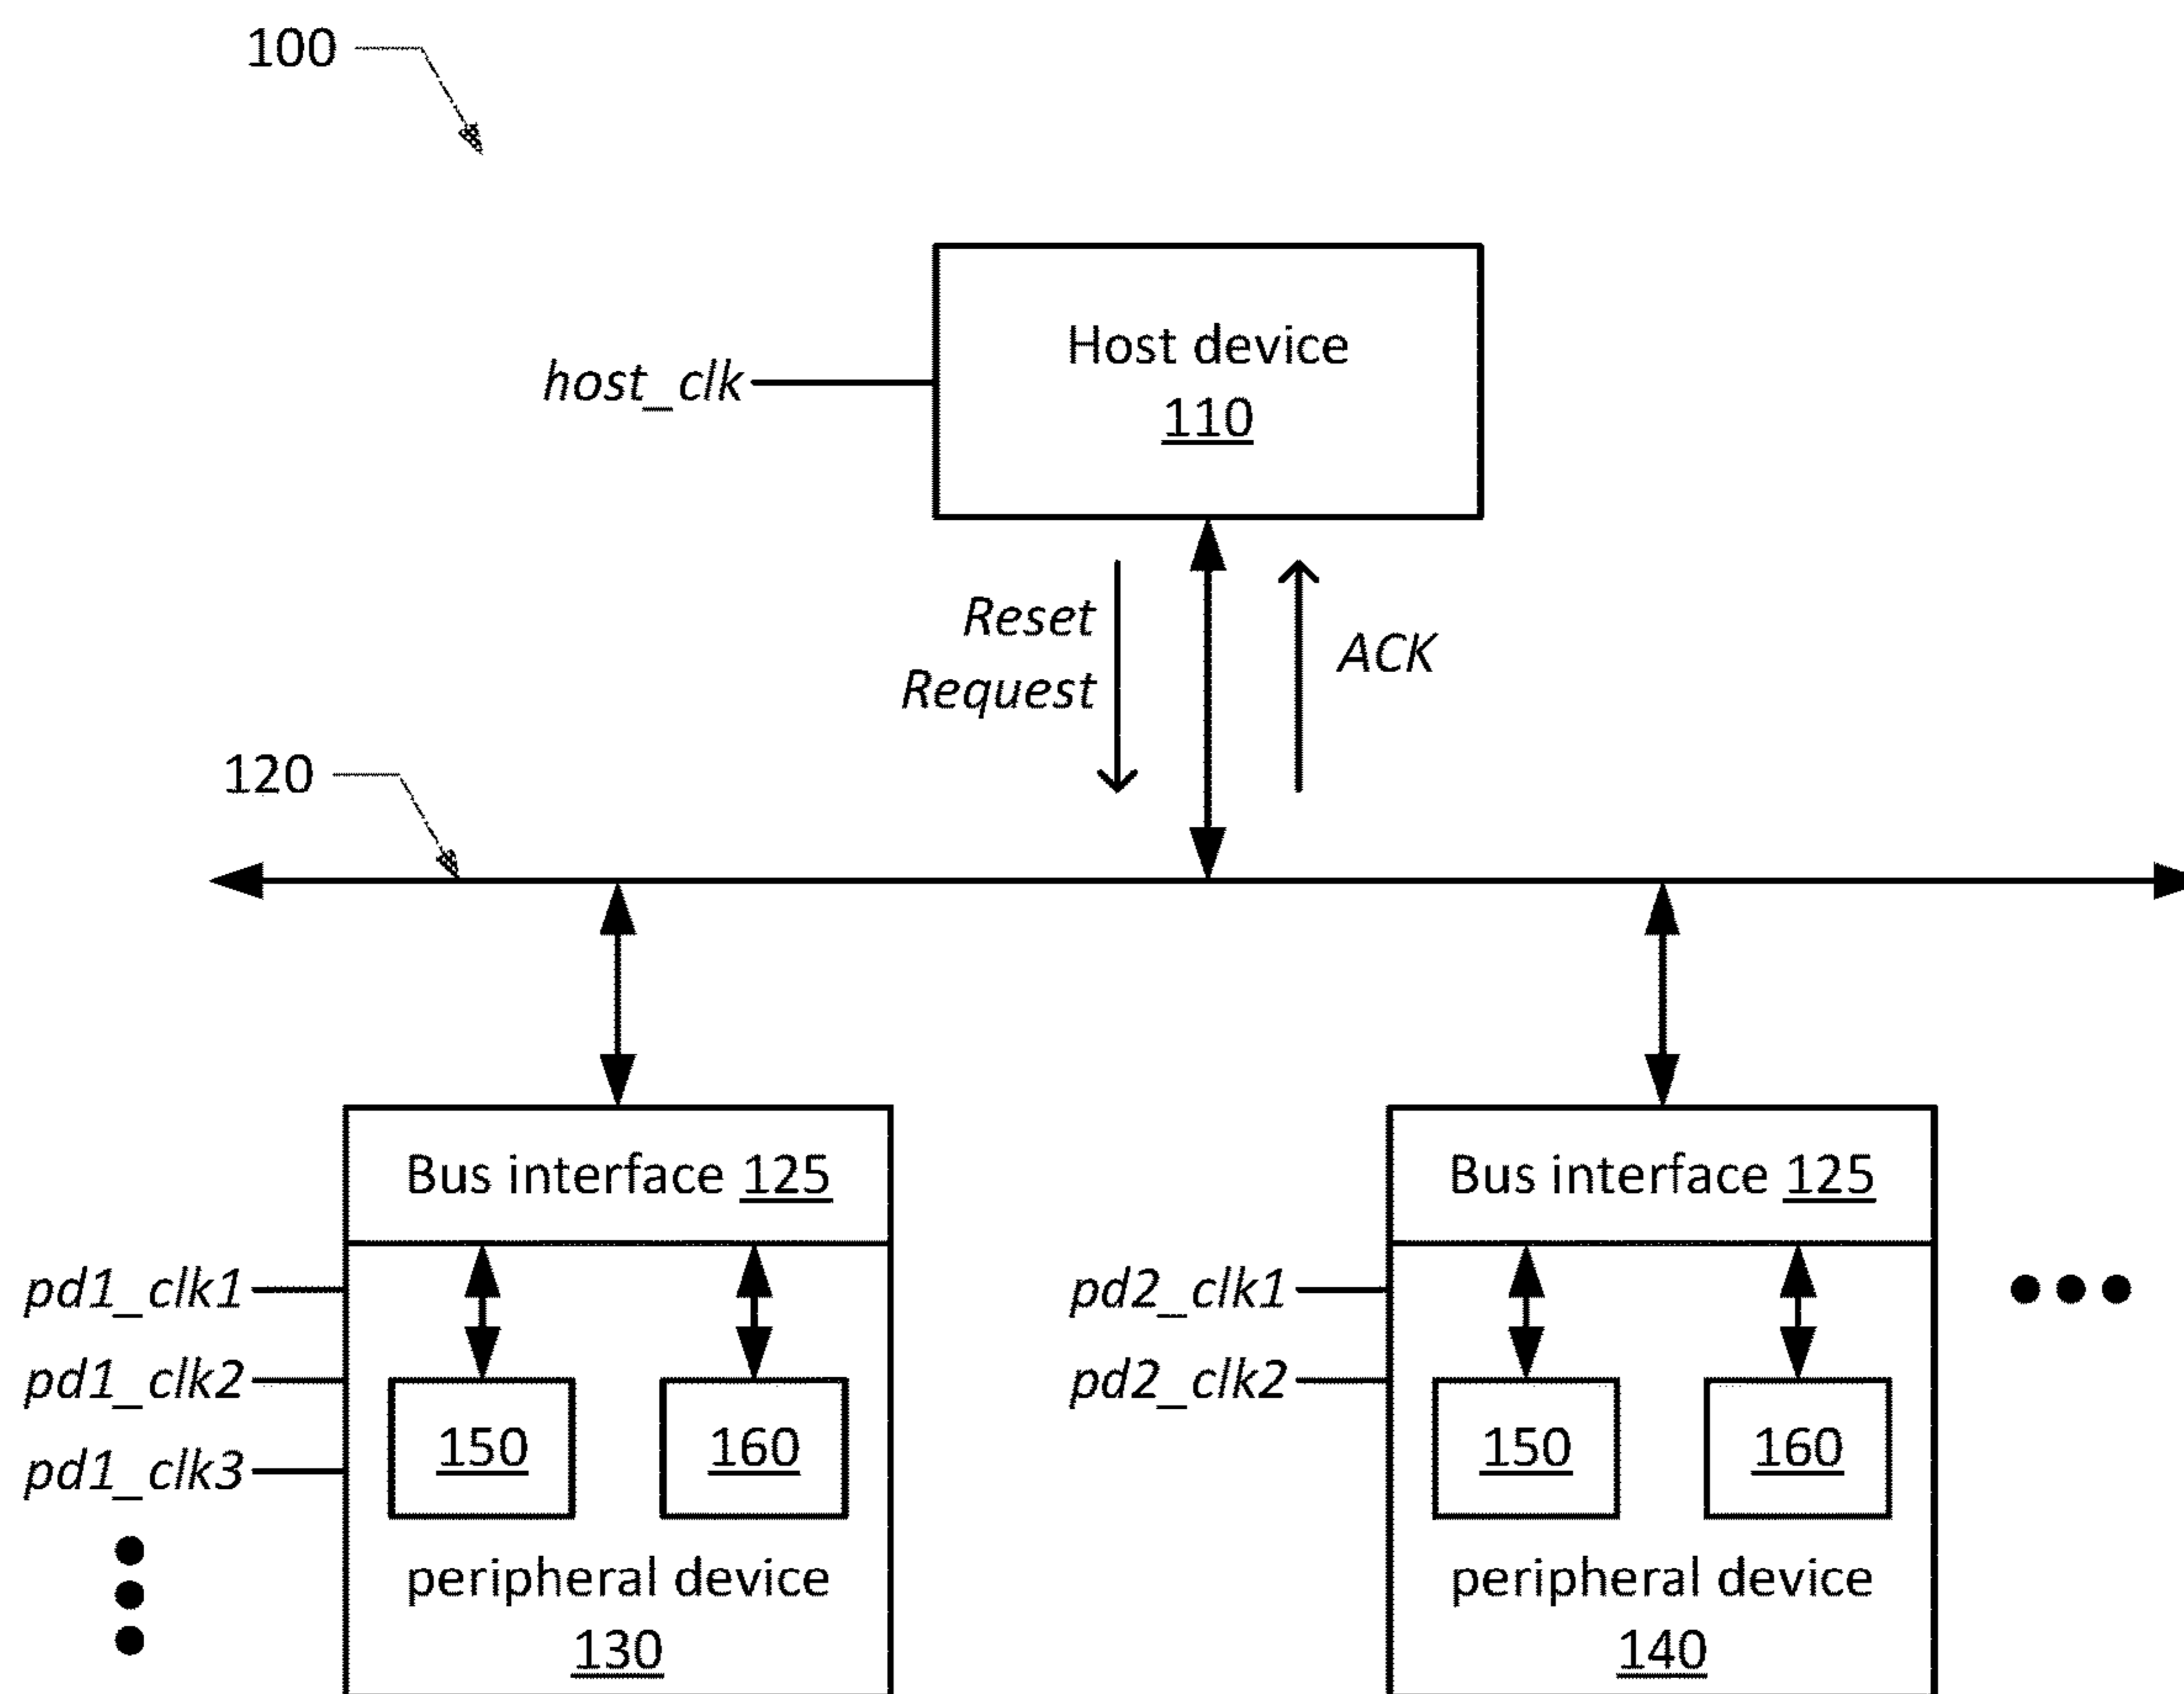 100
Host device
host_clk
110
Reset
Request
ACK
120
Bus interface 125
Bus interface 125
pd1_clk1
pd1_clk2
pd1_clk3
pd2_clk1
pd2_clk2
150
160
150
160
peripheral device
130
peripheral device
140